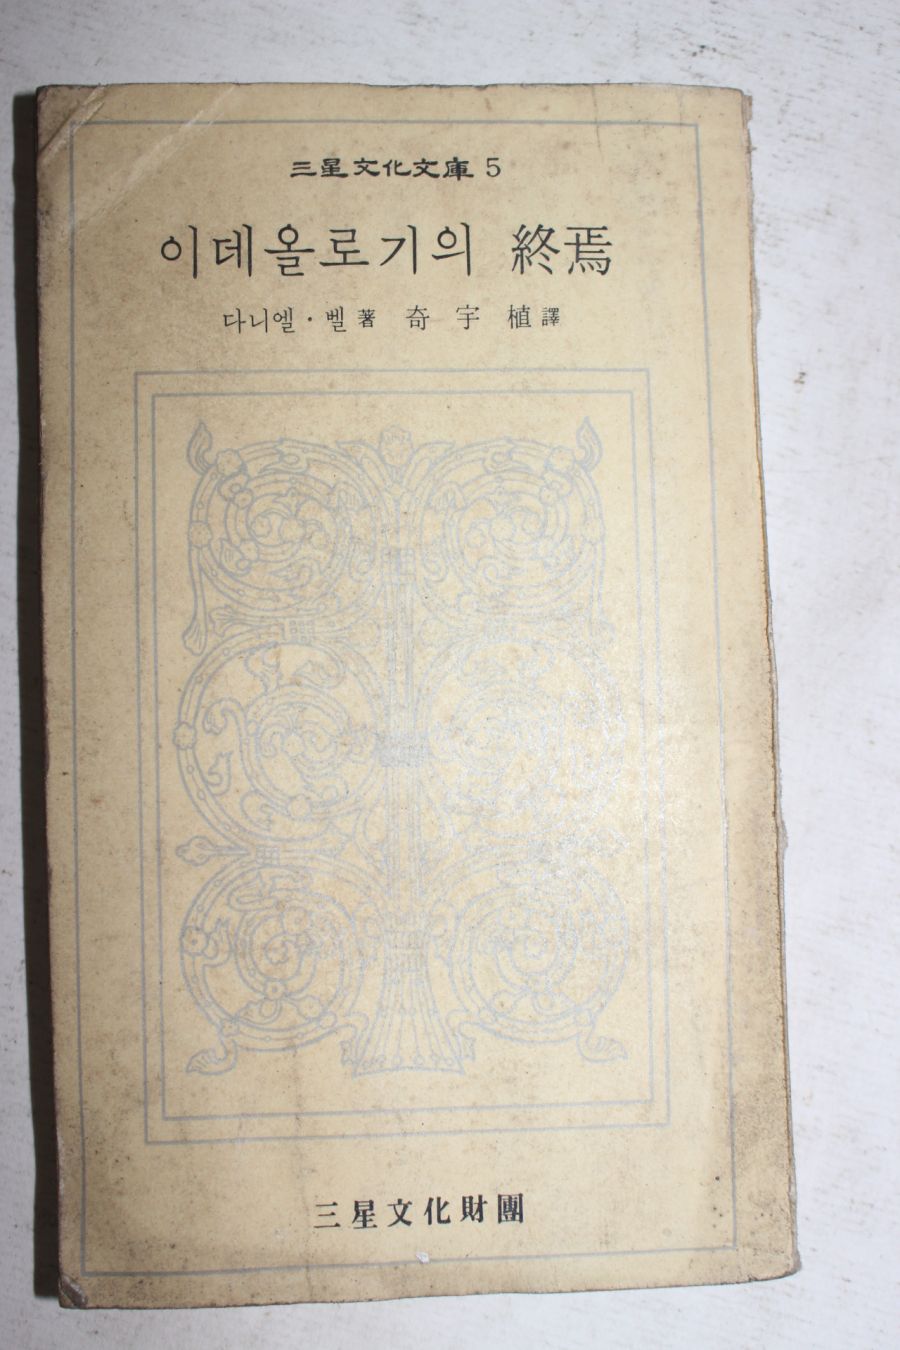 三星文化文庫 5
이데올로기의 終焉
다니엘·벨 著 奇宇植 譯
三星文化財團